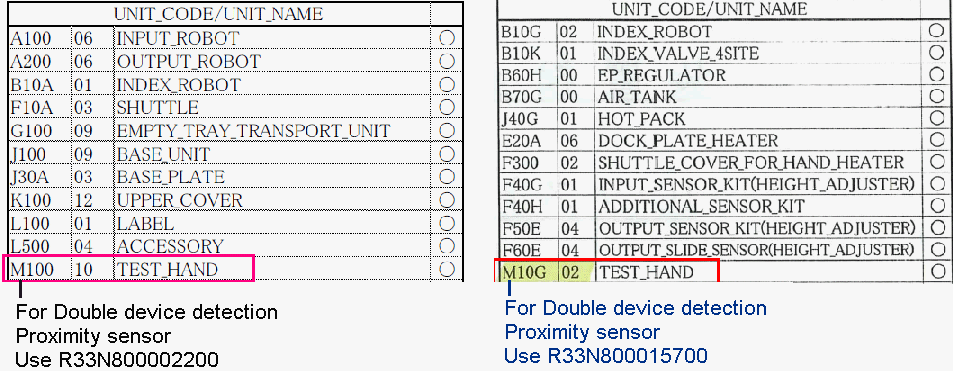 UNIT_CODE/UNIT_NAME
A100 06 INPUT_ROBOT ○
A200 06 OUTPUT_ROBOT ○
B10A 01 INDEX_ROBOT ○
F10A 03 SHUTTLE ○
G100 09 EMPTY_TRAY_TRANSPORT_UNIT ○
J100 09 BASE_UNIT ○
J30A 03 BASE_PLATE ○
K100 12 UPPER_COVER ○
L100 01 LABEL ○
L500 04 ACCESSORY ○
M100 10 TEST_HAND ○
For Double device detection
Proximity sensor
Use R33N800002200
UNIT_CODE/UNIT_NAME
B10G 02 INDEX_ROBOT ○
B10K 01 INDEX_VALVE_4SITE ○
B60H 00 EP_REGULATOR ○
B70G 00 AIR_TANK ○
J40G 01 HOT_PACK ○
E20A 06 DOCK_PLATE_HEATER ○
F300 02 SHUTTLE_COVER_FOR_HAND_HEATER ○
F40G 01 INPUT_SENSOR_KIT(HEIGHT_ADJUSTER) ○
F40H 01 ADDITIONAL_SENSOR_KIT ○
F50E 04 OUTPUT_SENSOR_KIT(HEIGHT_ADJUSTER) ○
F60E 04 OUTPUT_SLIDE_SENSOR(HEIGHT_ADJUSTER) ○
M10G 02 TEST_HAND ○
For Double device detection
Proximity sensor
Use R33N800015700